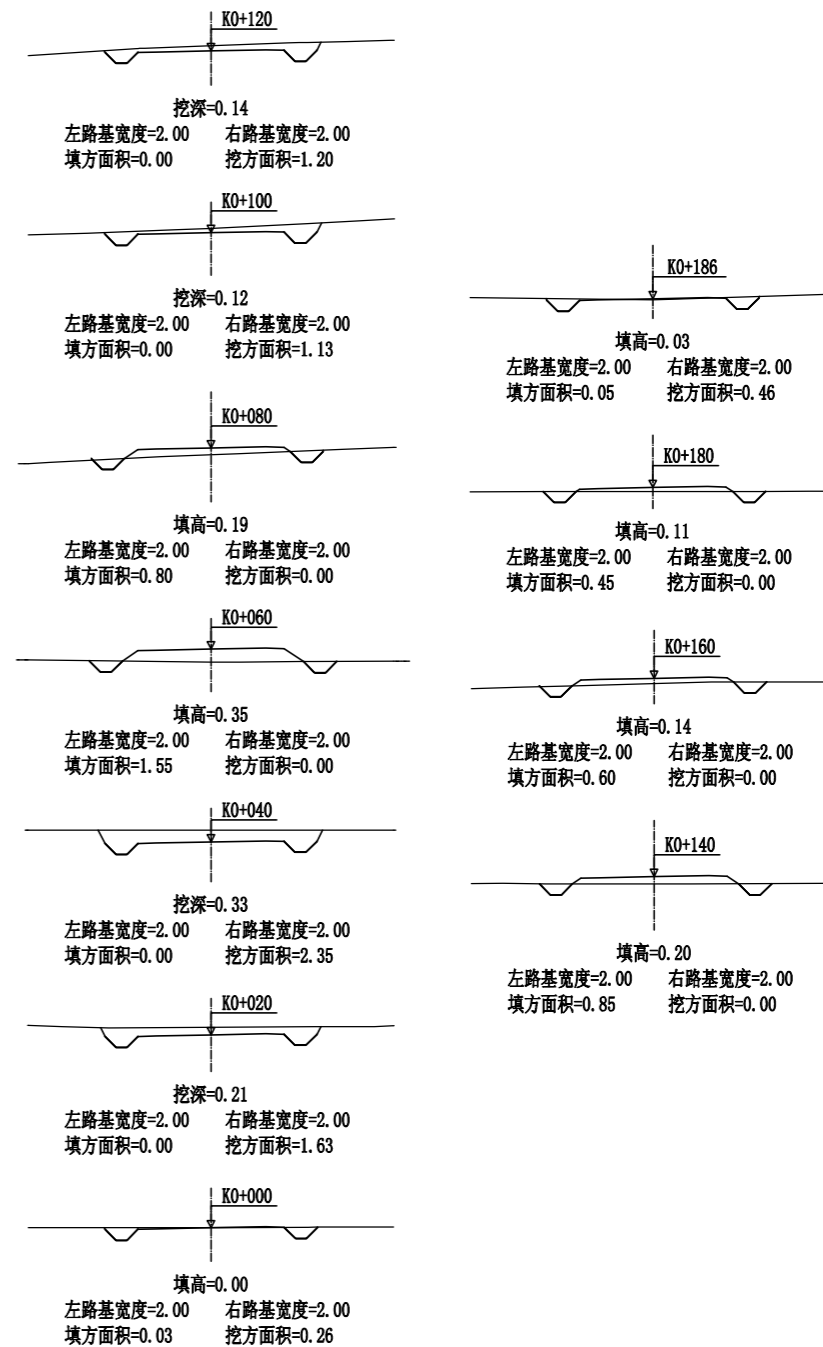 K0+120
挖深=0.14
左路基宽度=2.00 右路基宽度=2.00
填方面积=0.00 挖方面积=1.20
K0+100
挖深=0.12
左路基宽度=2.00 右路基宽度=2.00
填方面积=0.00 挖方面积=1.13
K0+080
填高=0.19
左路基宽度=2.00 右路基宽度=2.00
填方面积=0.80 挖方面积=0.00
K0+060
填高=0.35
左路基宽度=2.00 右路基宽度=2.00
填方面积=1.55 挖方面积=0.00
K0+040
挖深=0.33
左路基宽度=2.00 右路基宽度=2.00
填方面积=0.00 挖方面积=2.35
K0+020
挖深=0.21
左路基宽度=2.00 右路基宽度=2.00
填方面积=0.00 挖方面积=1.63
K0+000
填高=0.00
左路基宽度=2.00 右路基宽度=2.00
填方面积=0.03 挖方面积=0.26
K0+186
填高=0.03
左路基宽度=2.00 右路基宽度=2.00
填方面积=0.05 挖方面积=0.46
K0+180
填高=0.11
左路基宽度=2.00 右路基宽度=2.00
填方面积=0.45 挖方面积=0.00
K0+160
填高=0.14
左路基宽度=2.00 右路基宽度=2.00
填方面积=0.60 挖方面积=0.00
K0+140
填高=0.20
左路基宽度=2.00 右路基宽度=2.00
填方面积=0.85 挖方面积=0.00